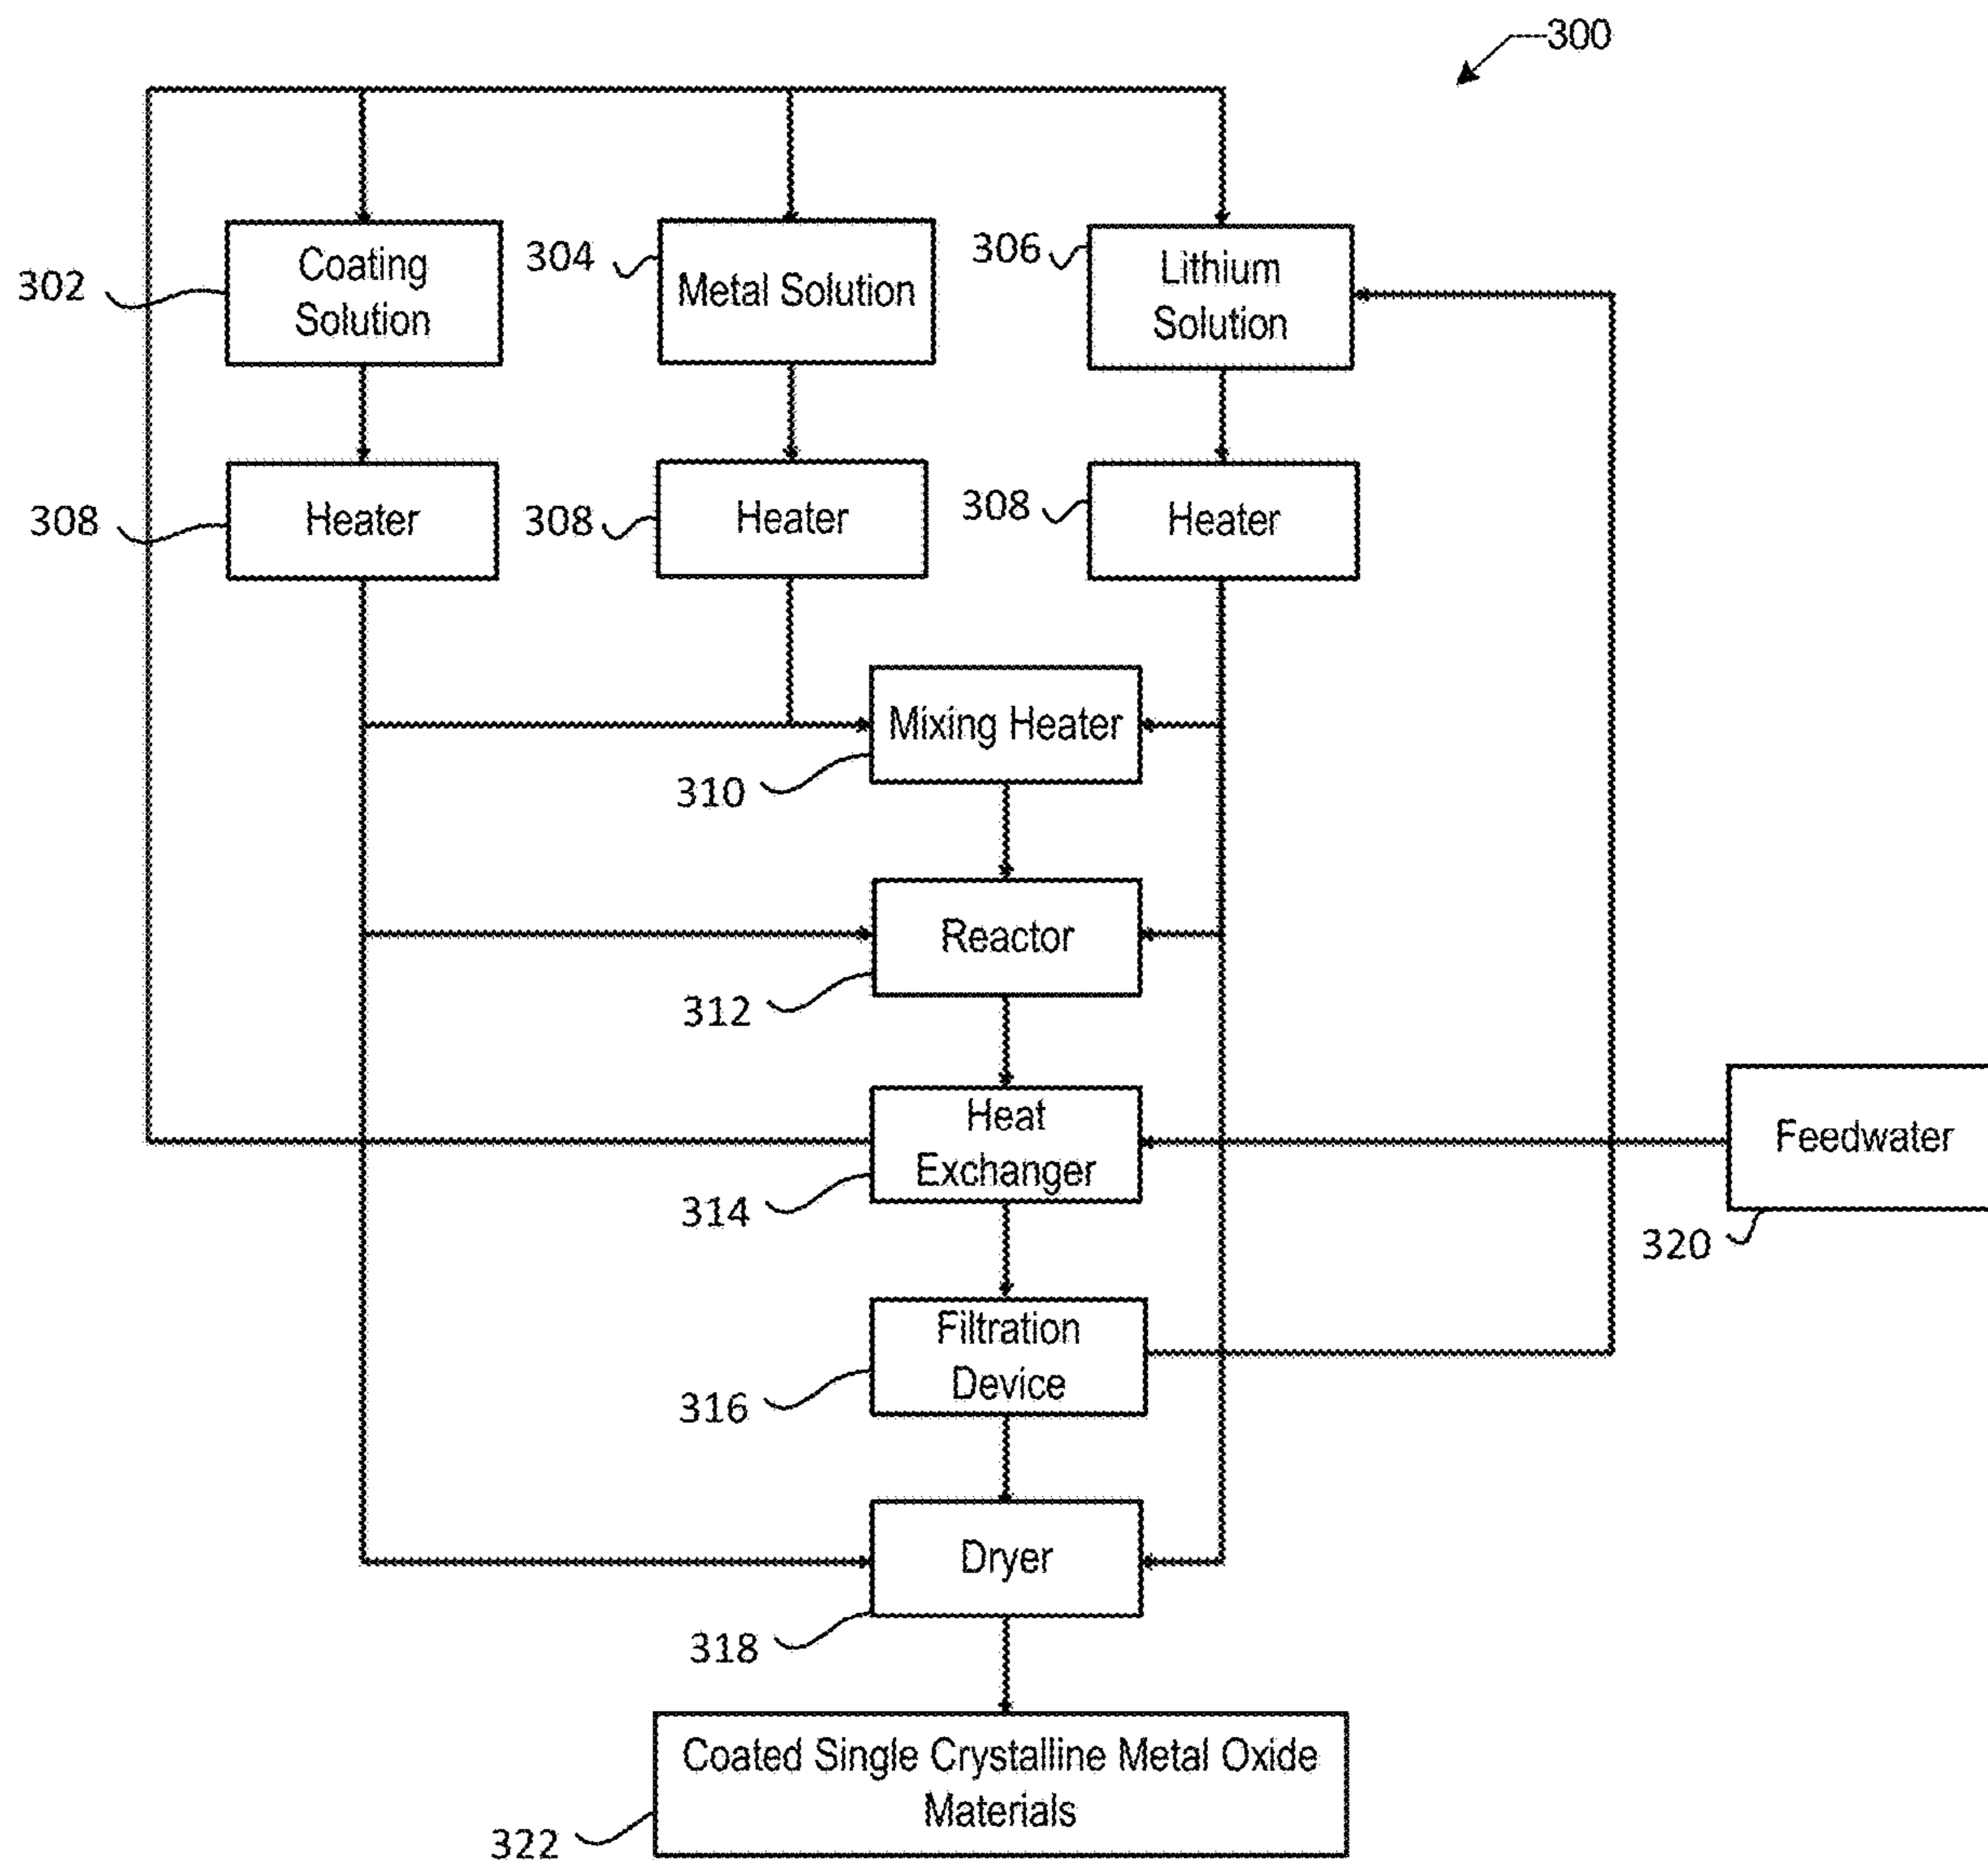 300
302
Coating
Solution
304
Metal Solution
306
Lithium
Solution
308
Heater
308
Heater
308
Heater
Mixing Heater
310
Reactor
312
Heat
Exchanger
314
Feedwater
320
Filtration
Device
316
Dryer
318
Coated Single Crystalline Metal Oxide
Materials
322